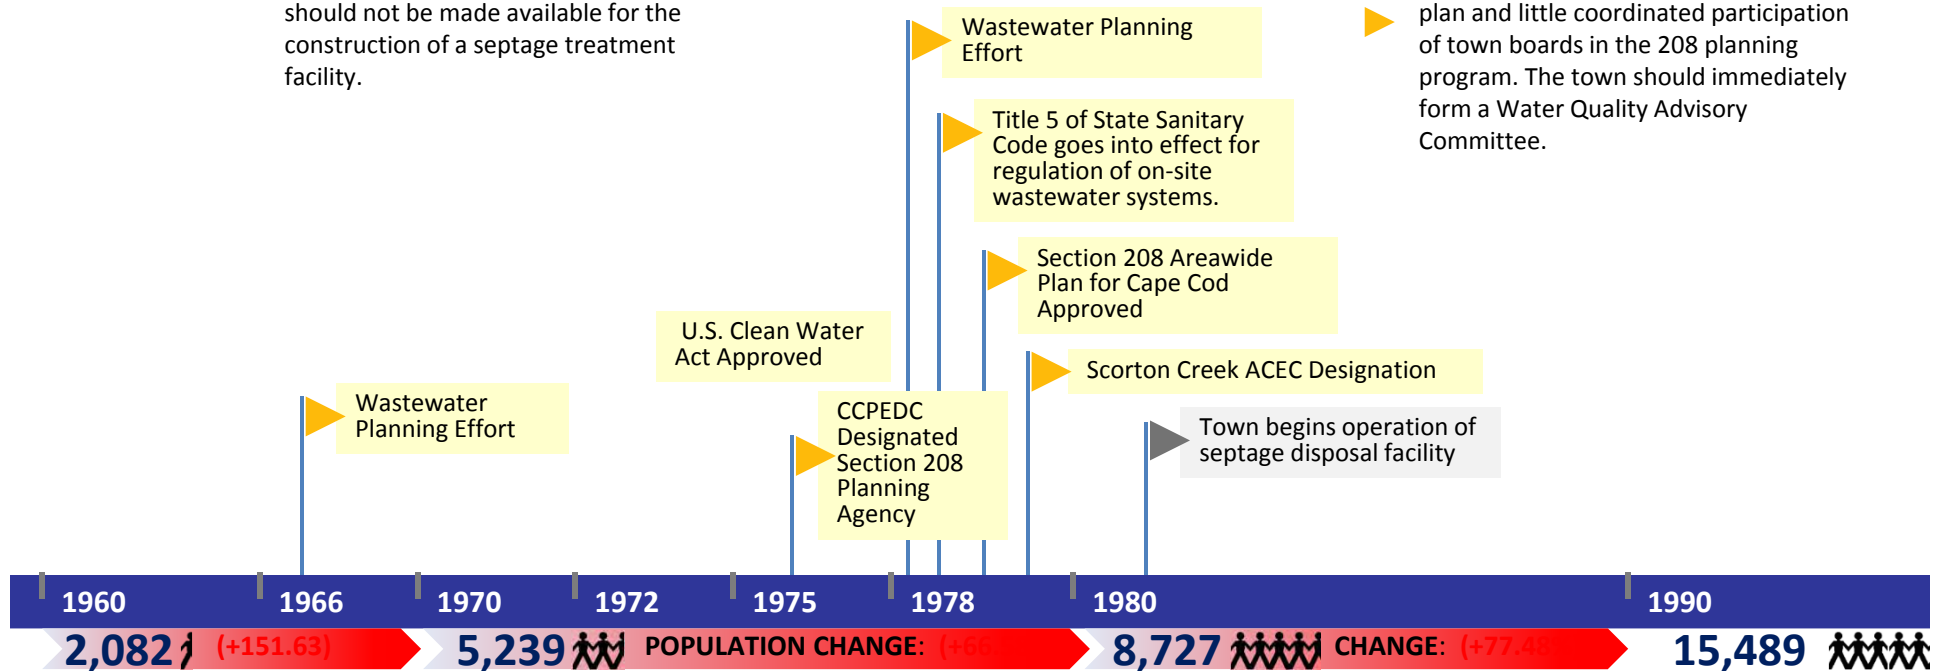 should not be made available for the
construction of a septage treatment
facility.
Wastewater Planning
Effort
plan and little coordinated participation
of town boards in the 208 planning
program. The town should immediately
form a Water Quality Advisory
Committee.
Title 5 of State Sanitary
Code goes into effect for
regulation of on-site
wastewater systems.
Section 208 Areawide
Plan for Cape Cod
Approved
U.S. Clean Water
Act Approved
Scorton Creek ACEC Designation
Wastewater
Planning Effort
CCPEDC
Designated
Section 208
Planning
Agency
Town begins operation of
septage disposal facility
1960 1966 1970 1972 1975 1978 1980 1990
2,082 (+151.63) 5,239 POPULATION CHANGE: 8,727 CHANGE: 15,489